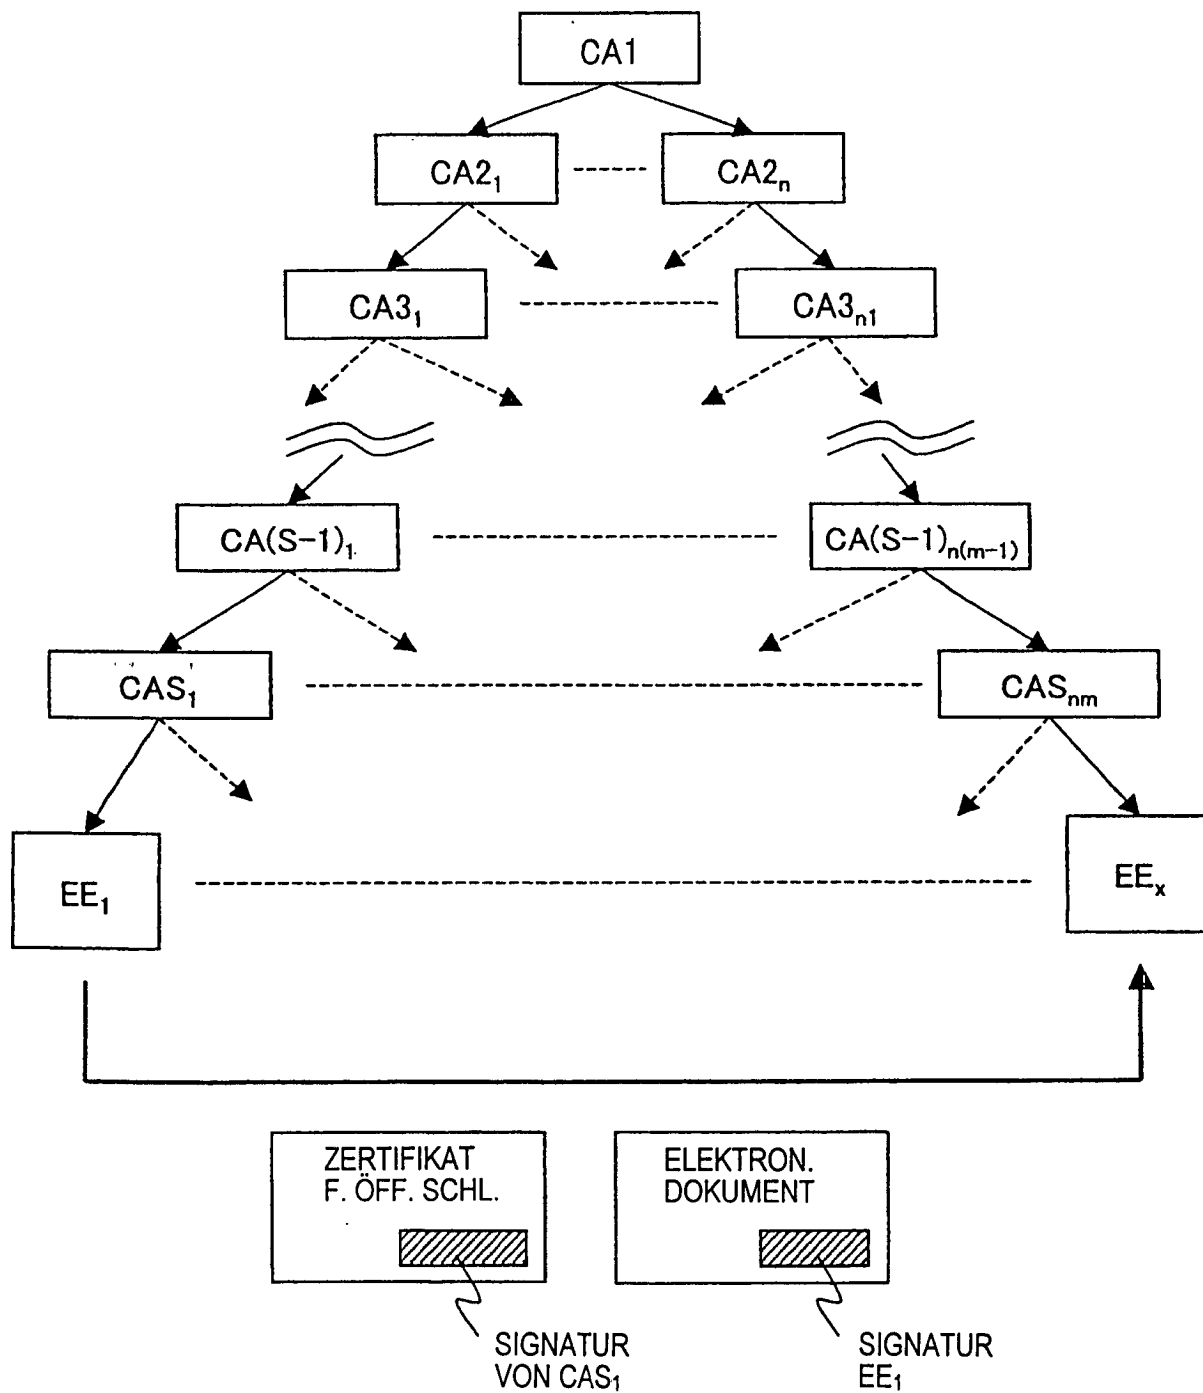 CA1
CA2₁
CA2ₙ
CA3₁
CA3ₙ₁
CA(S-1)₁
CA(S-1)ₙ₍ₘ₋₁₎
CAS₁
CASₙₘ
EE₁
EEₓ
ZERTIFIKAT
F. ÖFF. SCHL.
ELEKTRON.
DOKUMENT
SIGNATUR
VON CAS₁
SIGNATUR
EE₁